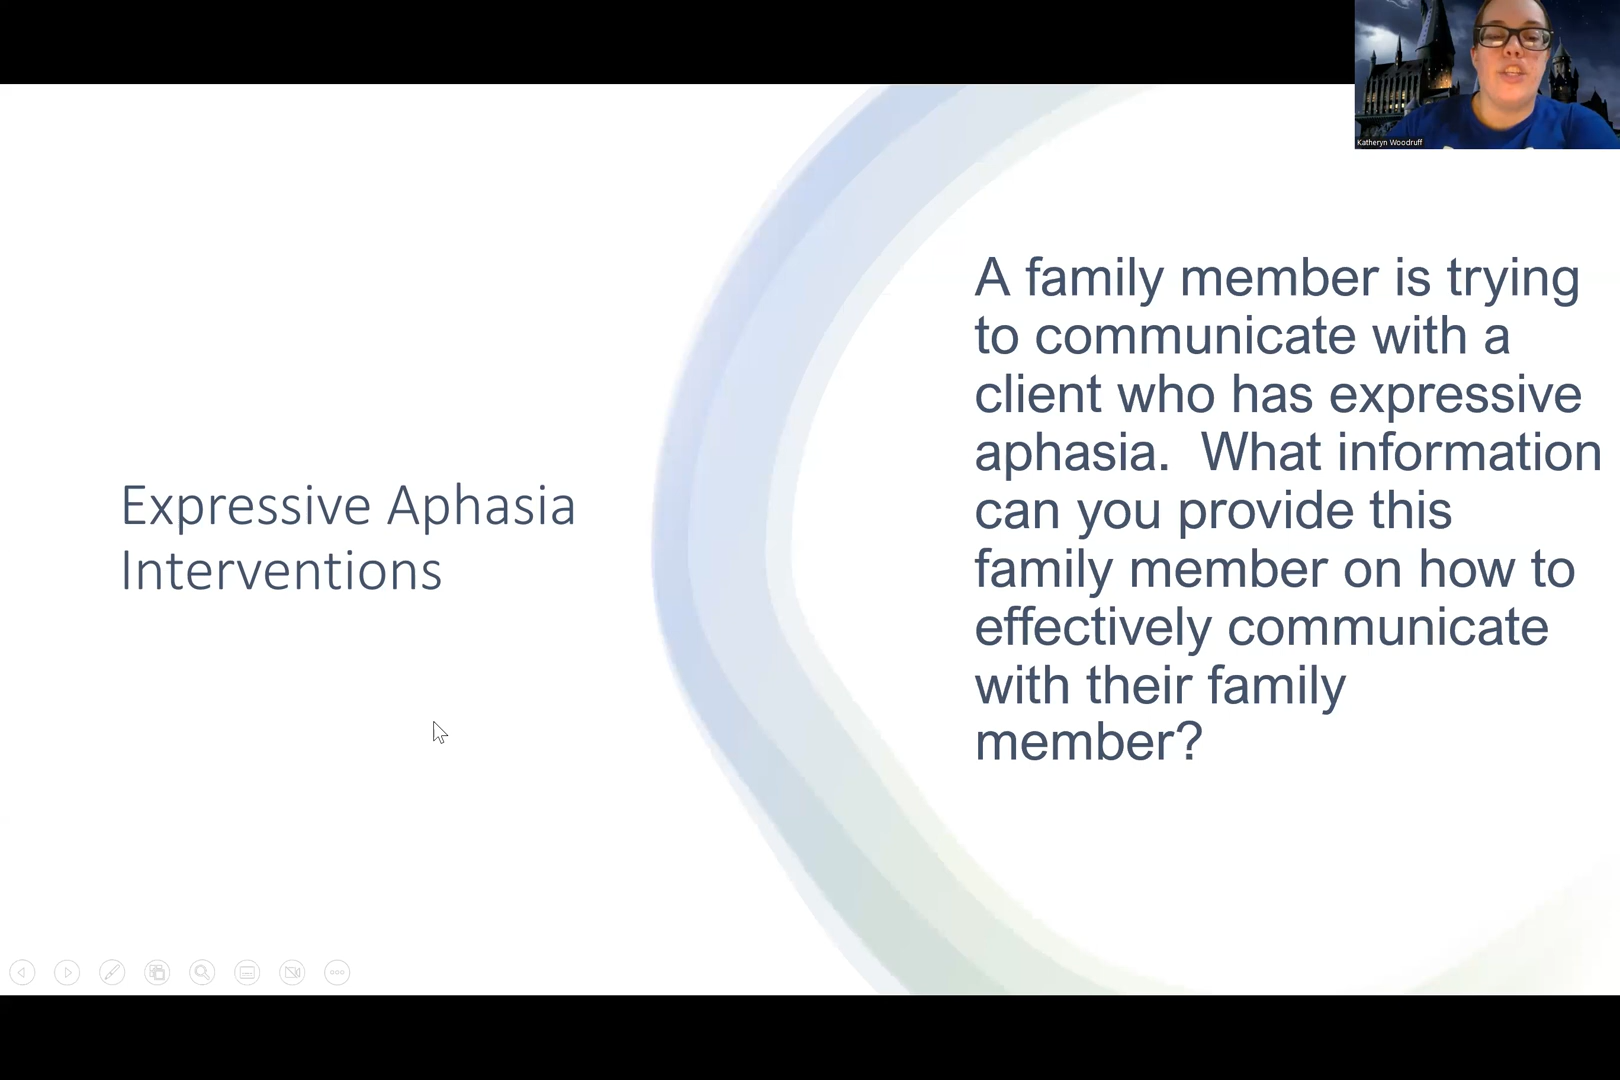 Katheryn Woodruff
Expressive Aphasia
Interventions
A family member is trying
to communicate with a
client who has expressive
aphasia.  What information
can you provide this
family member on how to
effectively communicate
with their family
member?